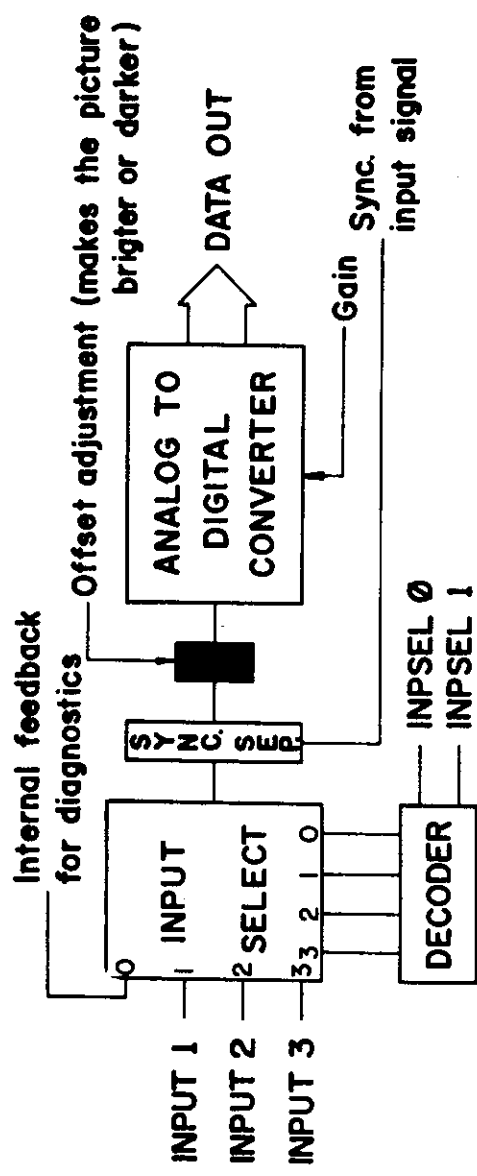 Internal feedback
for diagnostics
Offset adjustment (makes the picture
brigter or darker)
INPUT 1
INPUT 2
INPUT 3
0
1
2
3
INPUT
SELECT
3 2 1 0
SYNC. SEP.
ANALOG TO
DIGITAL
CONVERTER
DATA OUT
Gain
Sync. from
input signal
DECODER
INPSEL 0
INPSEL 1